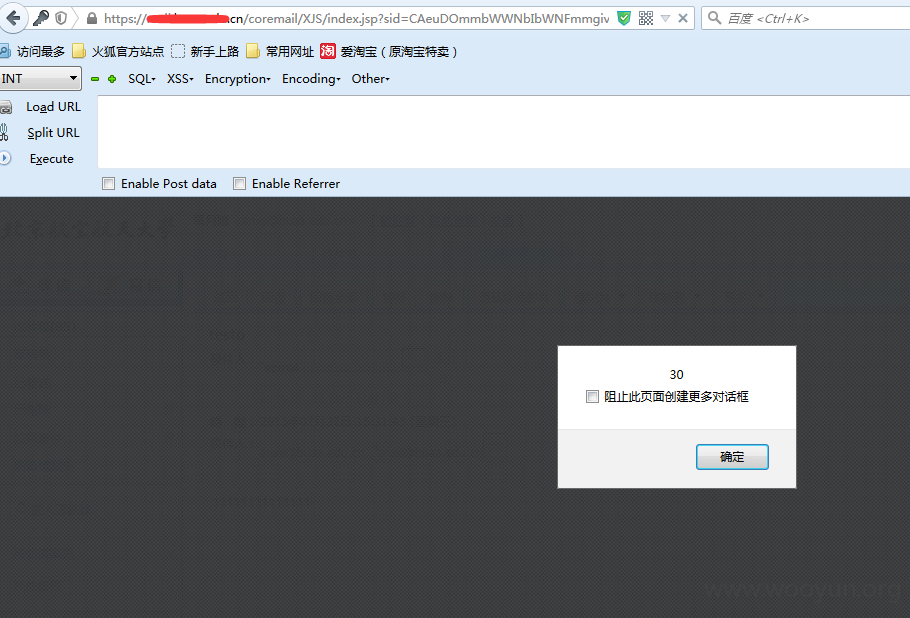 https:// .cn/coremail/XJS/index.jsp?sid=CAeuDOmmbWWNbIbWNFmmgiv
百度 <Ctrl+K>
访问最多 火狐官方站点 新手上路 常用网址 淘 爱淘宝（原淘宝特卖）
INT SQL XSS Encryption Encoding Other
Load URL
Split URL
Execute
Enable Post data Enable Referrer
30
阻止此页面创建更多对话框
确定
www.wooyun.org